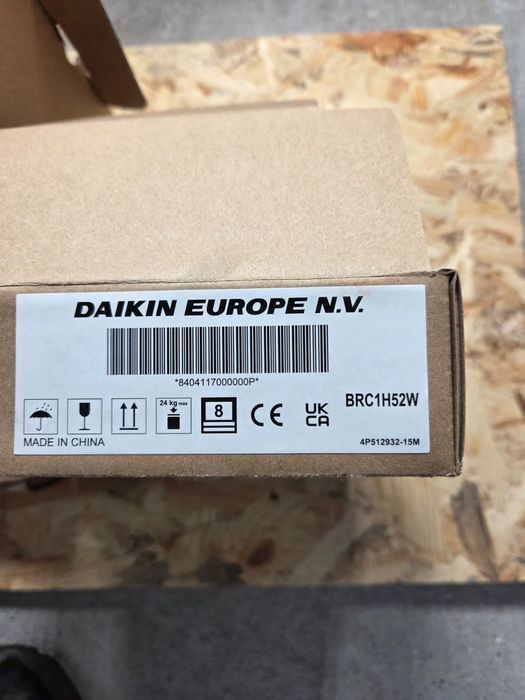 DAIKIN EUROPE N.V.
*8404117000000P*
24 kg max
8
CE
UK
CA
BRC1H52W
MADE IN CHINA
4P512932-15M